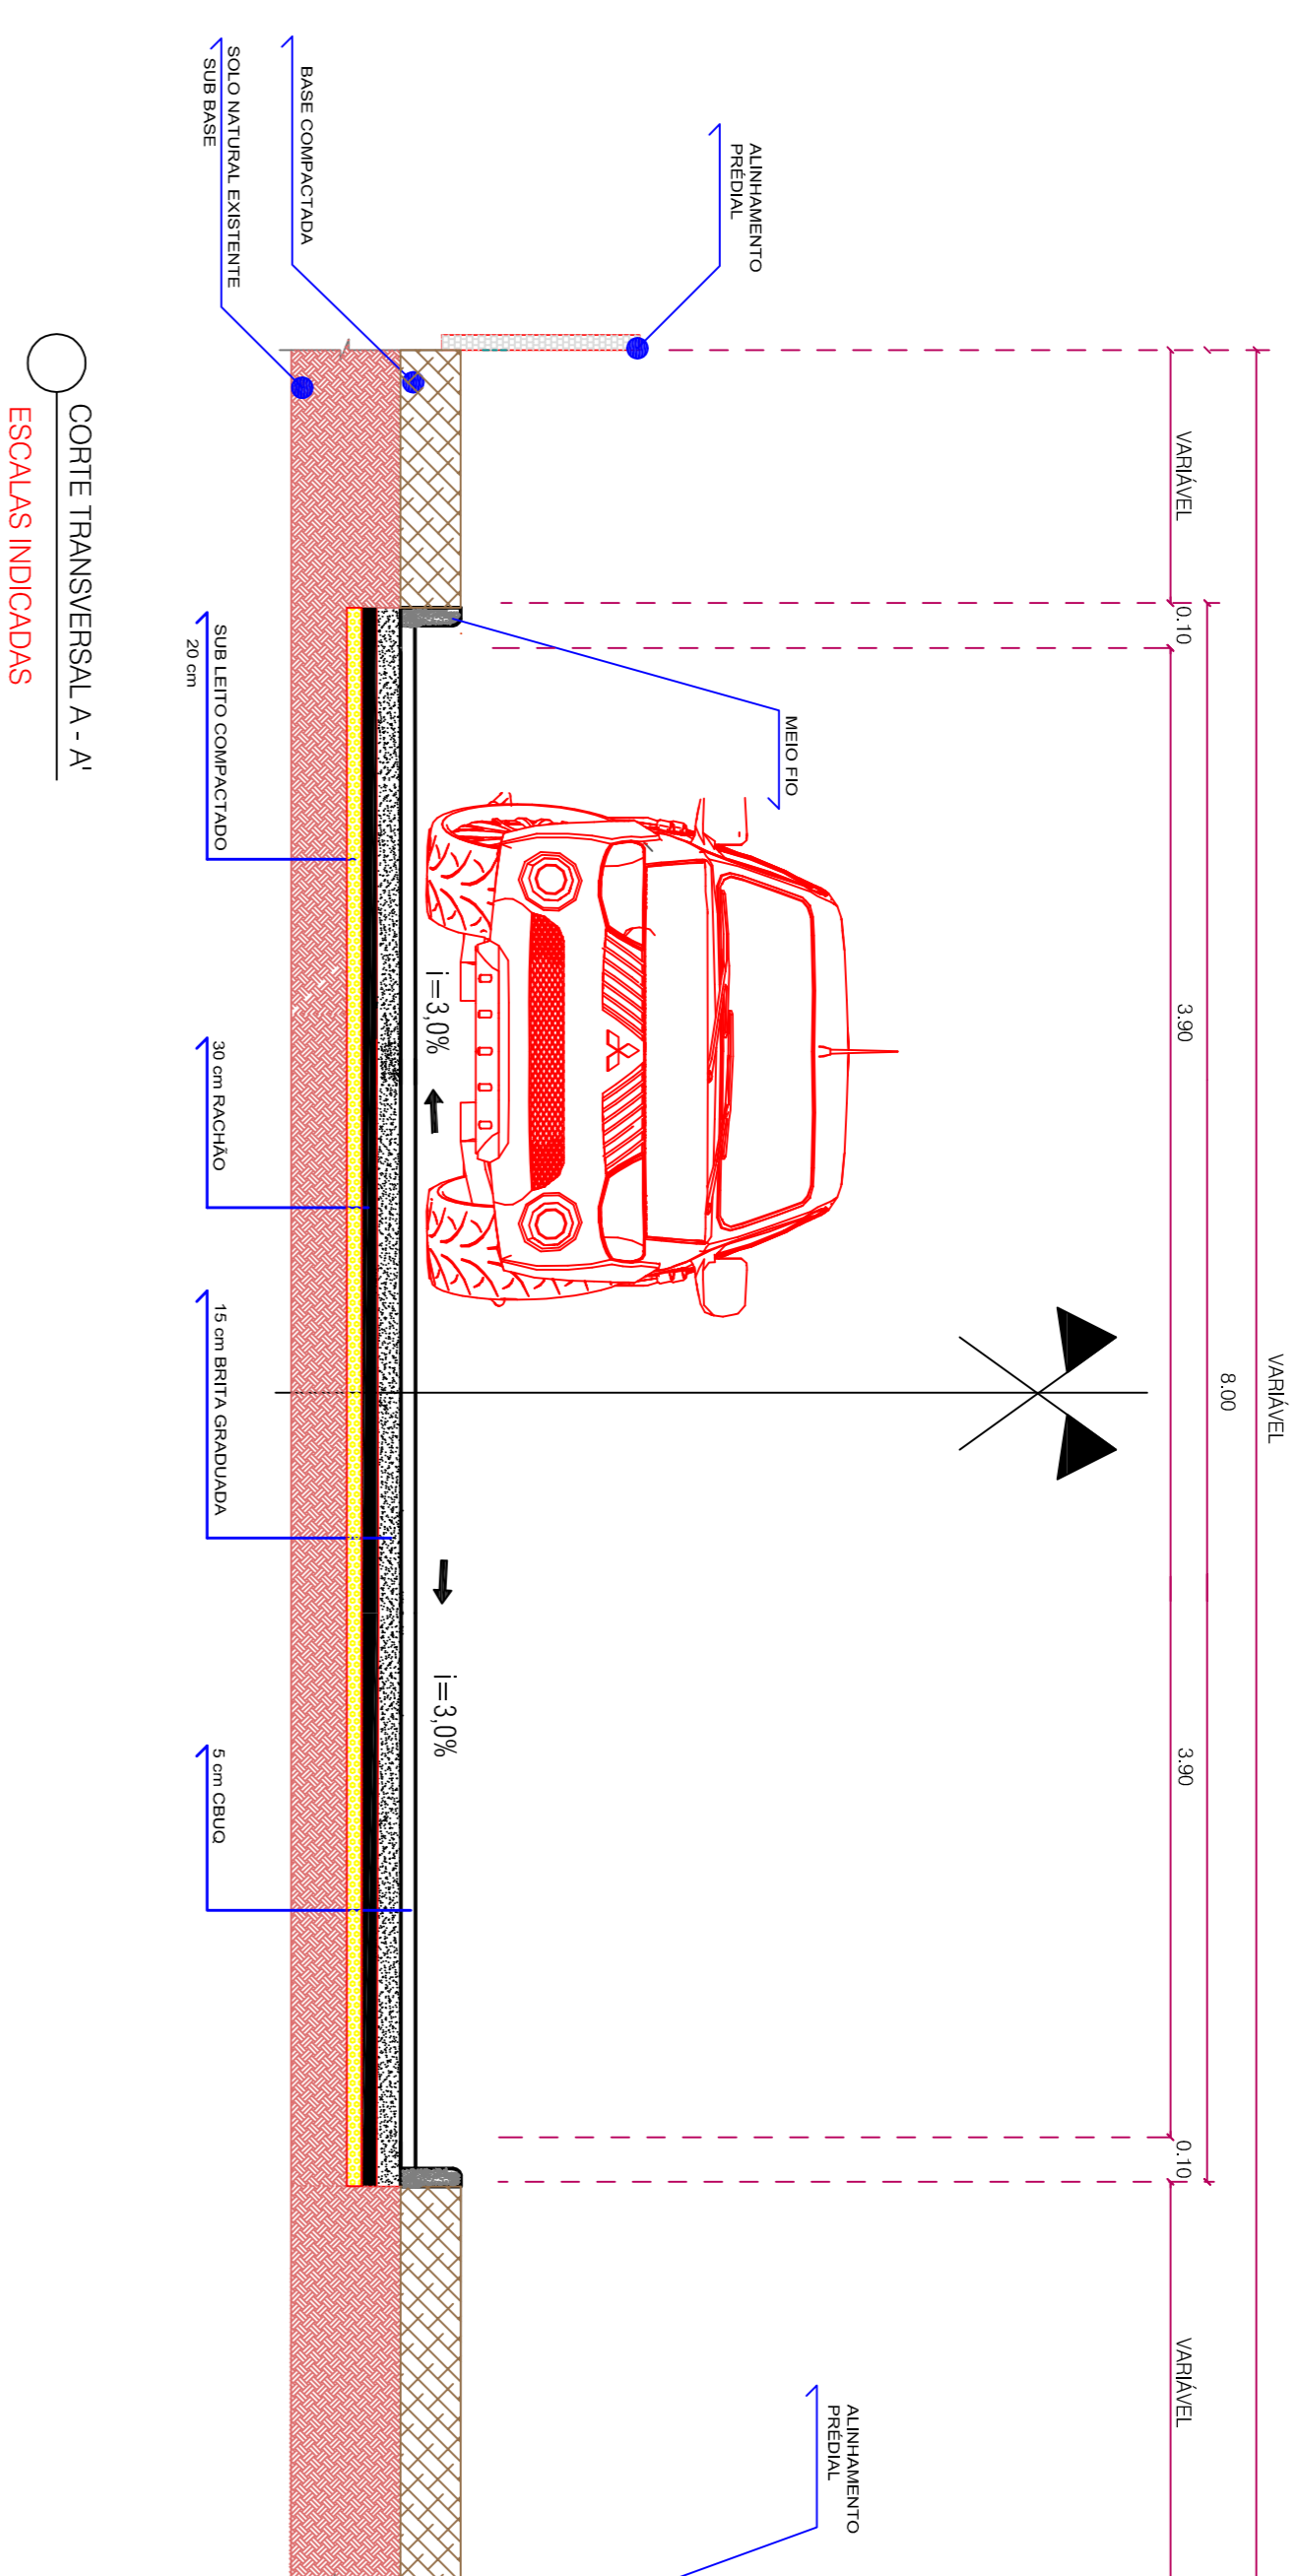 VARIÁVEL
8.00
VARIÁVEL
0.10
3.90
3.90
0.10
VARIÁVEL
ALINHAMENTO
PRÉDIAL
MEIO FIO
ALINHAMENTO
PRÉDIAL
i=3,0%
i=3,0%
BASE COMPACTADA
SOLO NATURAL EXISTENTE
SUB BASE
SUB LEITO COMPACTADO
20 cm
30 cm RACHÃO
15 cm BRITA GRADUADA
5 cm CBUQ
CORTE TRANSVERSAL A - A'
ESCALAS INDICADAS